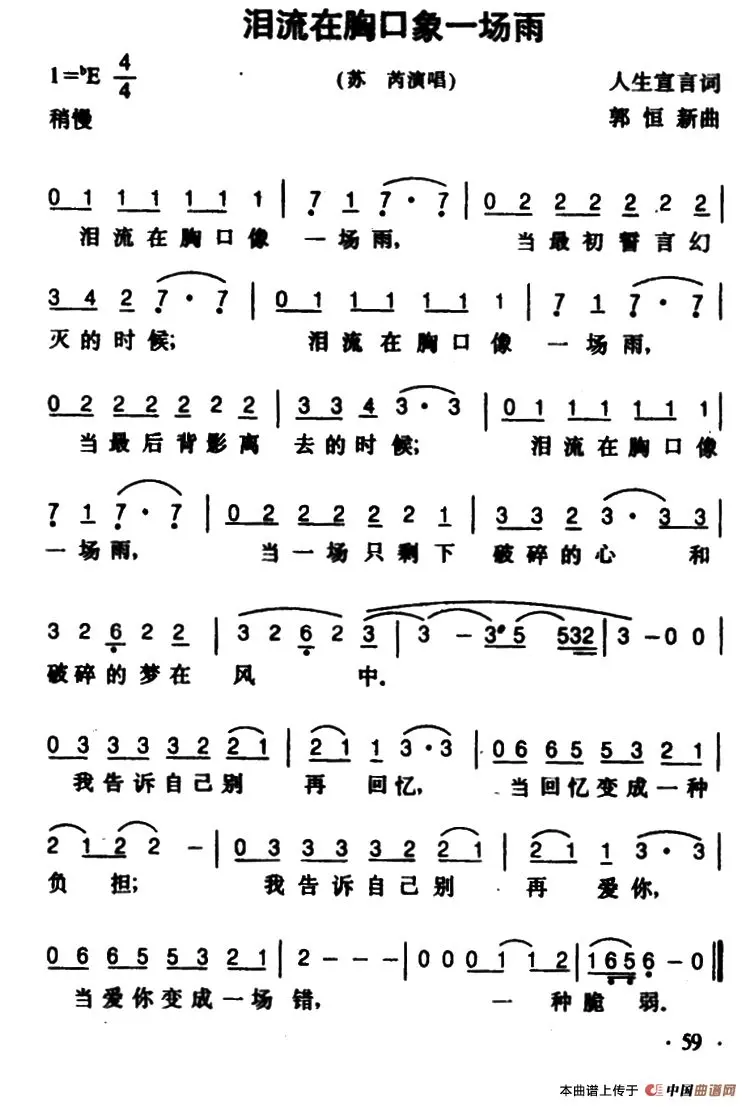 泪流在胸口象一场雨
1=♭E 4/4 (苏 芮演唱) 人生宣言词
稍慢 郭 恒 新曲
0 1 1 1 1 1 1 | 7 1 7 · 7 | 0 2 2 2 2 2 2 |
泪流在胸口像 一场雨, 当最初誓言幻
3 4 2 7 · 7 | 0 1 1 1 1 1 1 | 7 1 7 · 7 |
灭的时候; 泪流在胸口像 一场雨,
0 2 2 2 2 2 2 | 3 3 4 3 · 3 | 0 1 1 1 1 1 1 |
当最后背影离 去的时候; 泪流在胸口像
7 1 7 · 7 | 0 2 2 2 2 2 1 | 3 3 2 3 · 3 3 |
一场雨, 当一场只剩下 破碎的心 和
3 2 6 2 2 | 3 2 6 2 3 | 3 - 3 5 532 | 3 - 0 0 |
破碎的梦在 风 中.
0 3 3 3 3 2 2 1 | 2 1 1 3 · 3 | 0 6 6 5 5 3 2 1 |
我告诉自己别 再 回忆, 当回忆变成一种
2 1 2 2 - | 0 3 3 3 3 2 2 1 | 2 1 1 3 · 3 |
负 担; 我告诉自己别 再 爱你,
0 6 6 5 5 3 2 1 | 2 - - - | 0 0 0 0 1 1 2 | 1 6 5 6 - 0 ‖
当爱你变成一场 错, 一 种脆 弱.
· 59 ·
本曲谱上传于 中国曲谱网